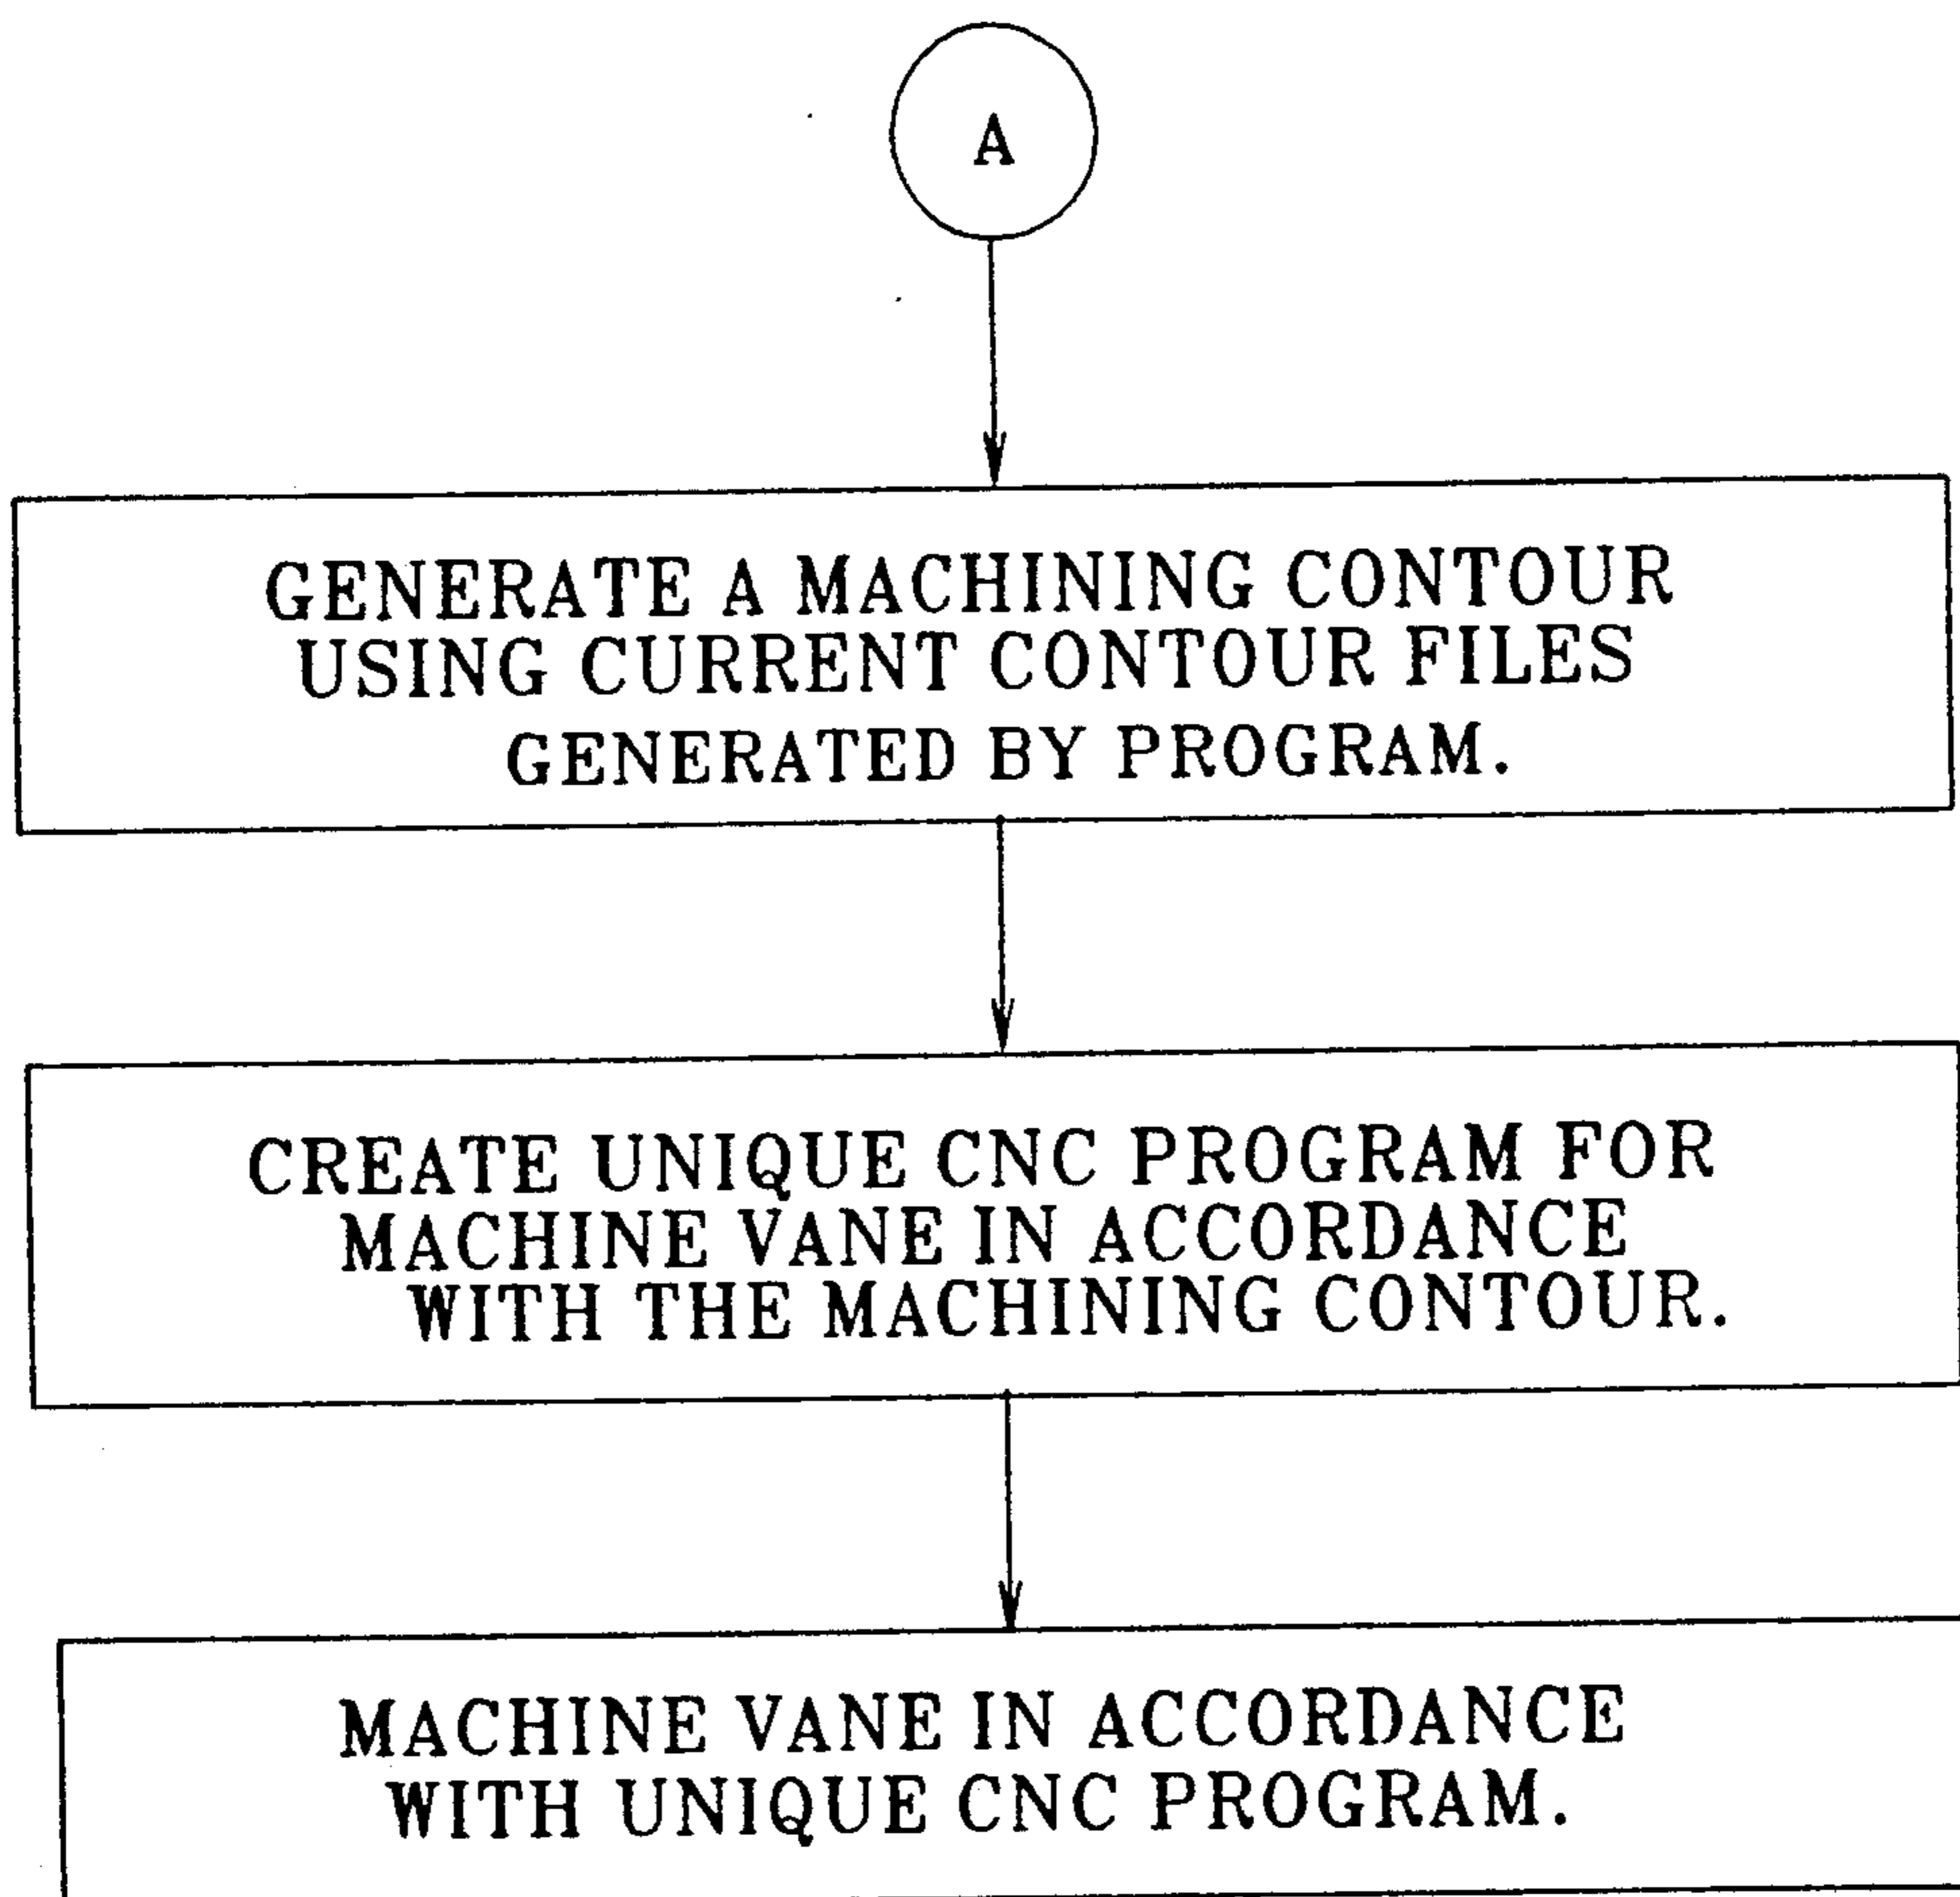 A
GENERATE A MACHINING CONTOUR
USING CURRENT CONTOUR FILES
GENERATED BY PROGRAM.
CREATE UNIQUE CNC PROGRAM FOR
MACHINE VANE IN ACCORDANCE
WITH THE MACHINING CONTOUR.
MACHINE VANE IN ACCORDANCE
WITH UNIQUE CNC PROGRAM.